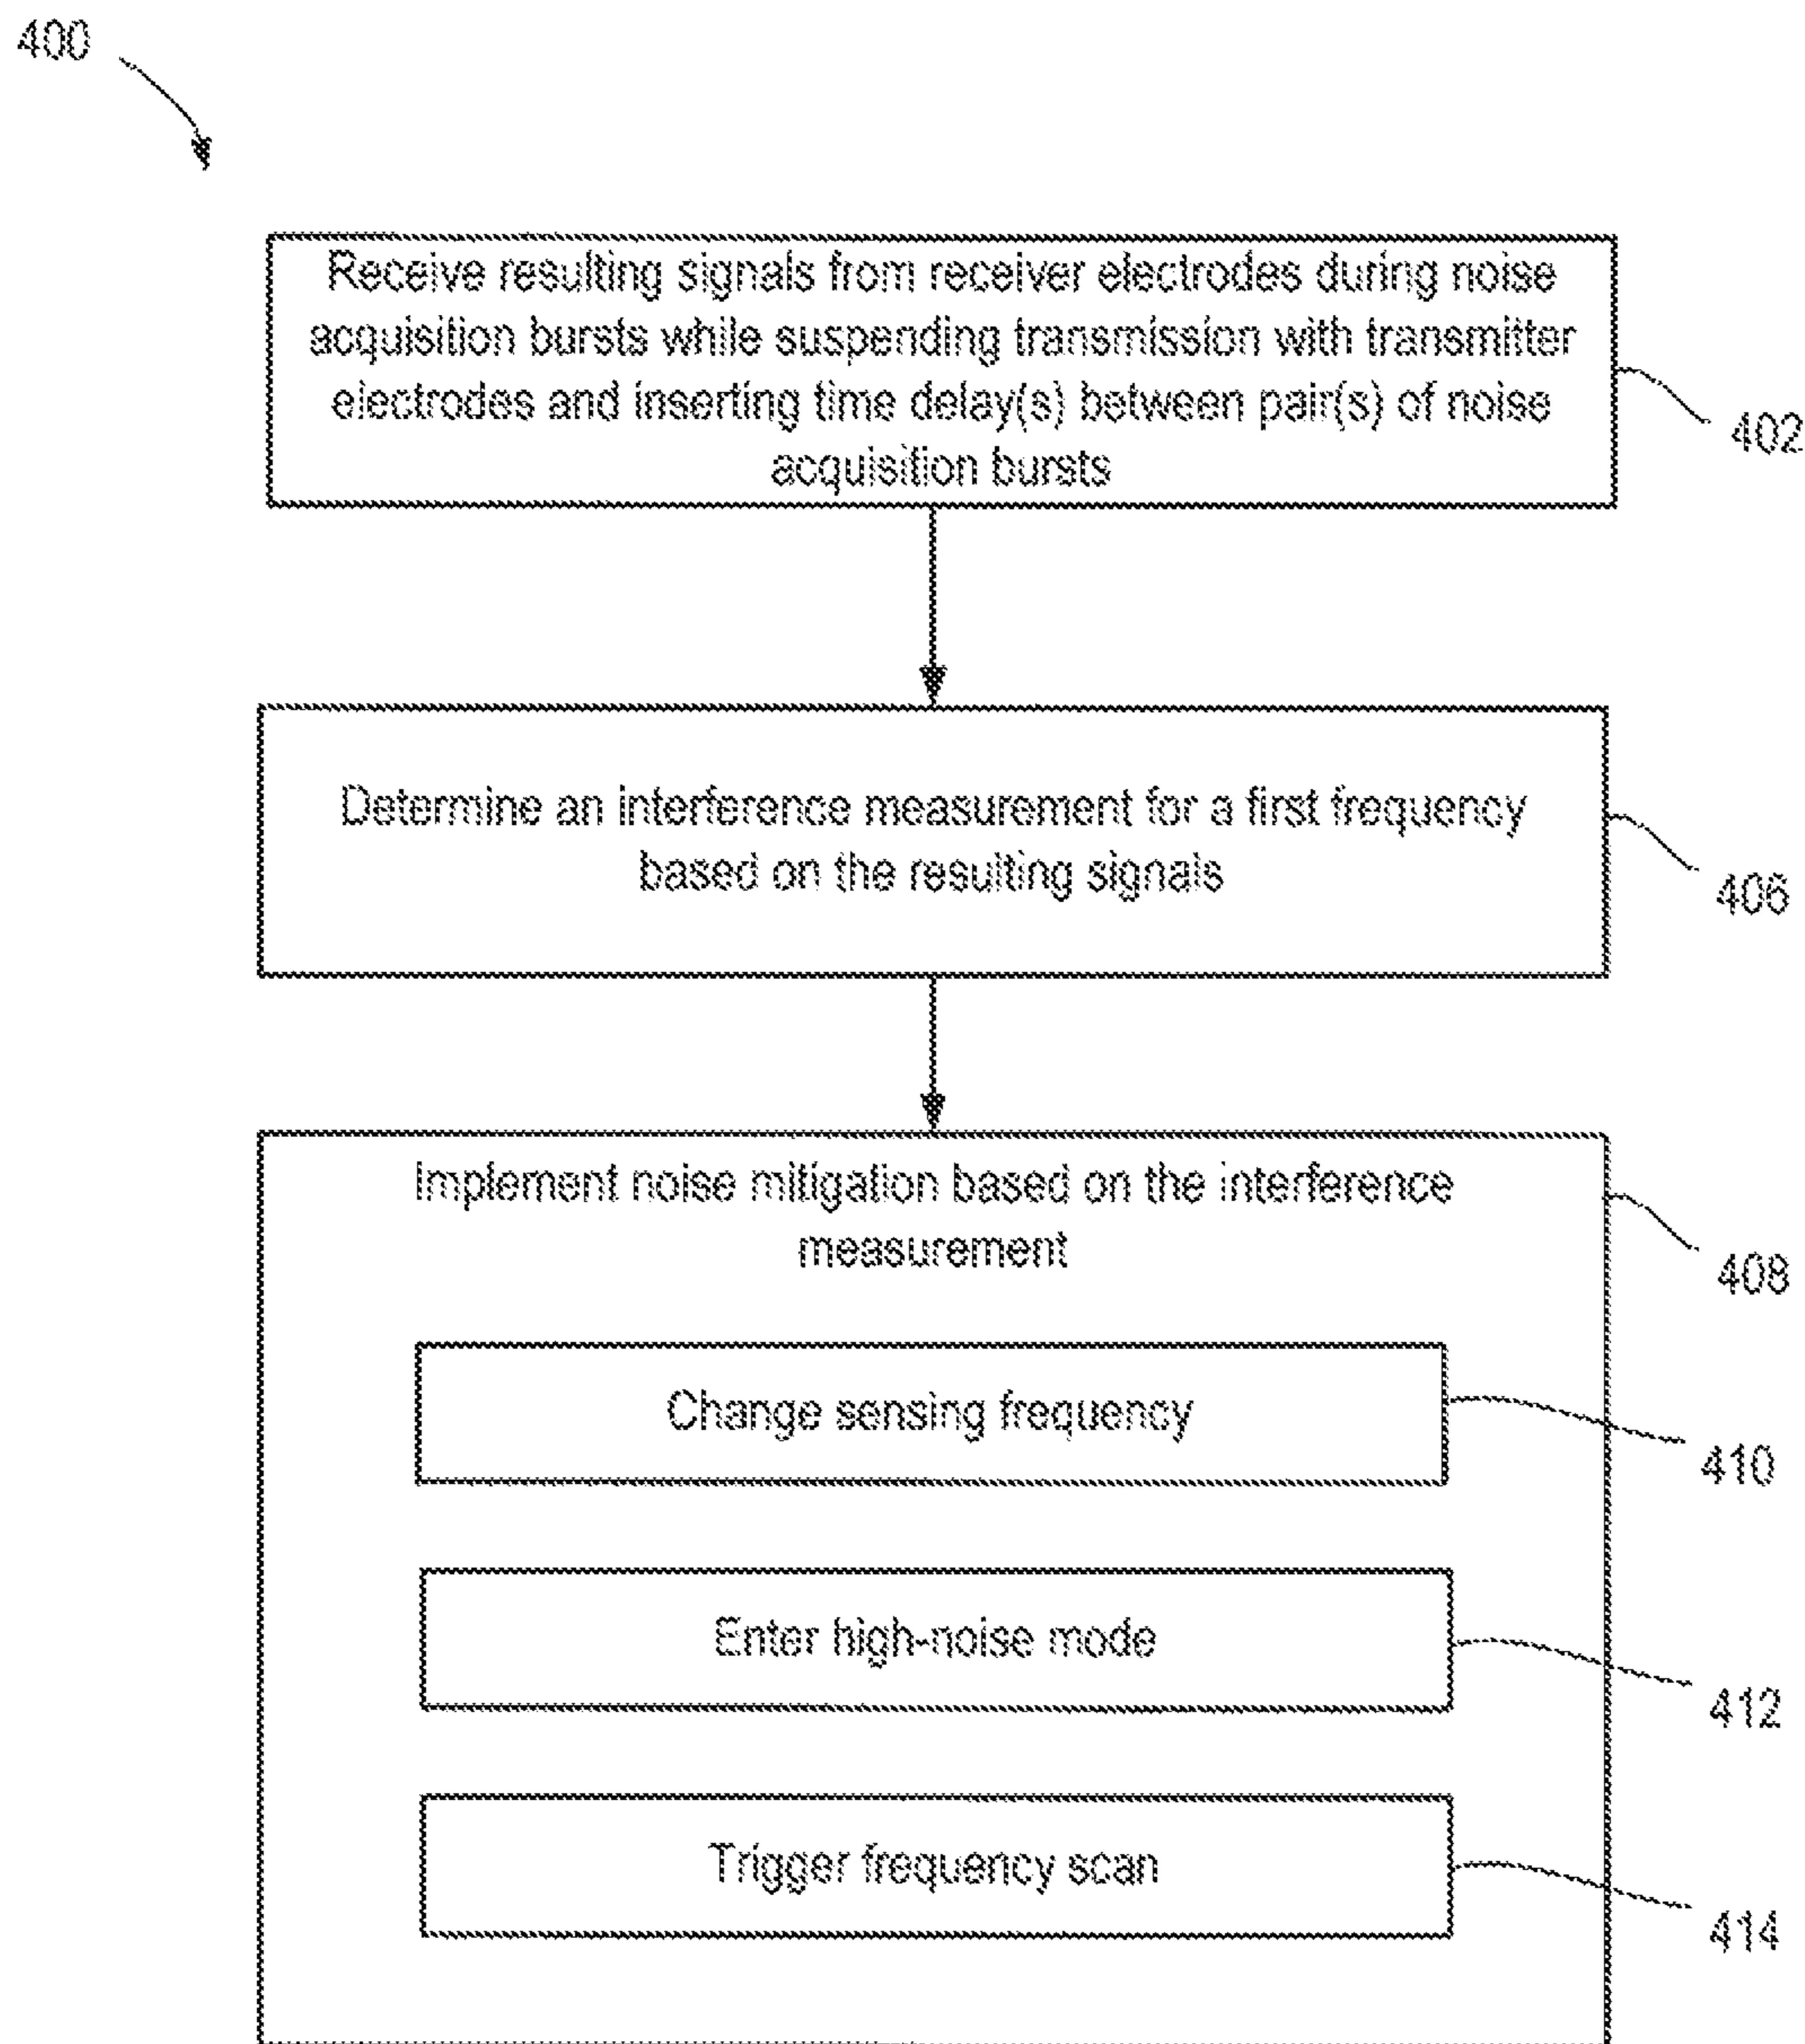 400
Receive resulting signals from receiver electrodes during noise
acquisition bursts while suspending transmission with transmitter
electrodes and inserting time delay(s) between pair(s) of noise
acquisition bursts
402
Determine an interference measurement for a first frequency
based on the resulting signals
406
Implement noise mitigation based on the interference
measurement
408
Change sensing frequency
410
Enter high-noise mode
412
Trigger frequency scan
414